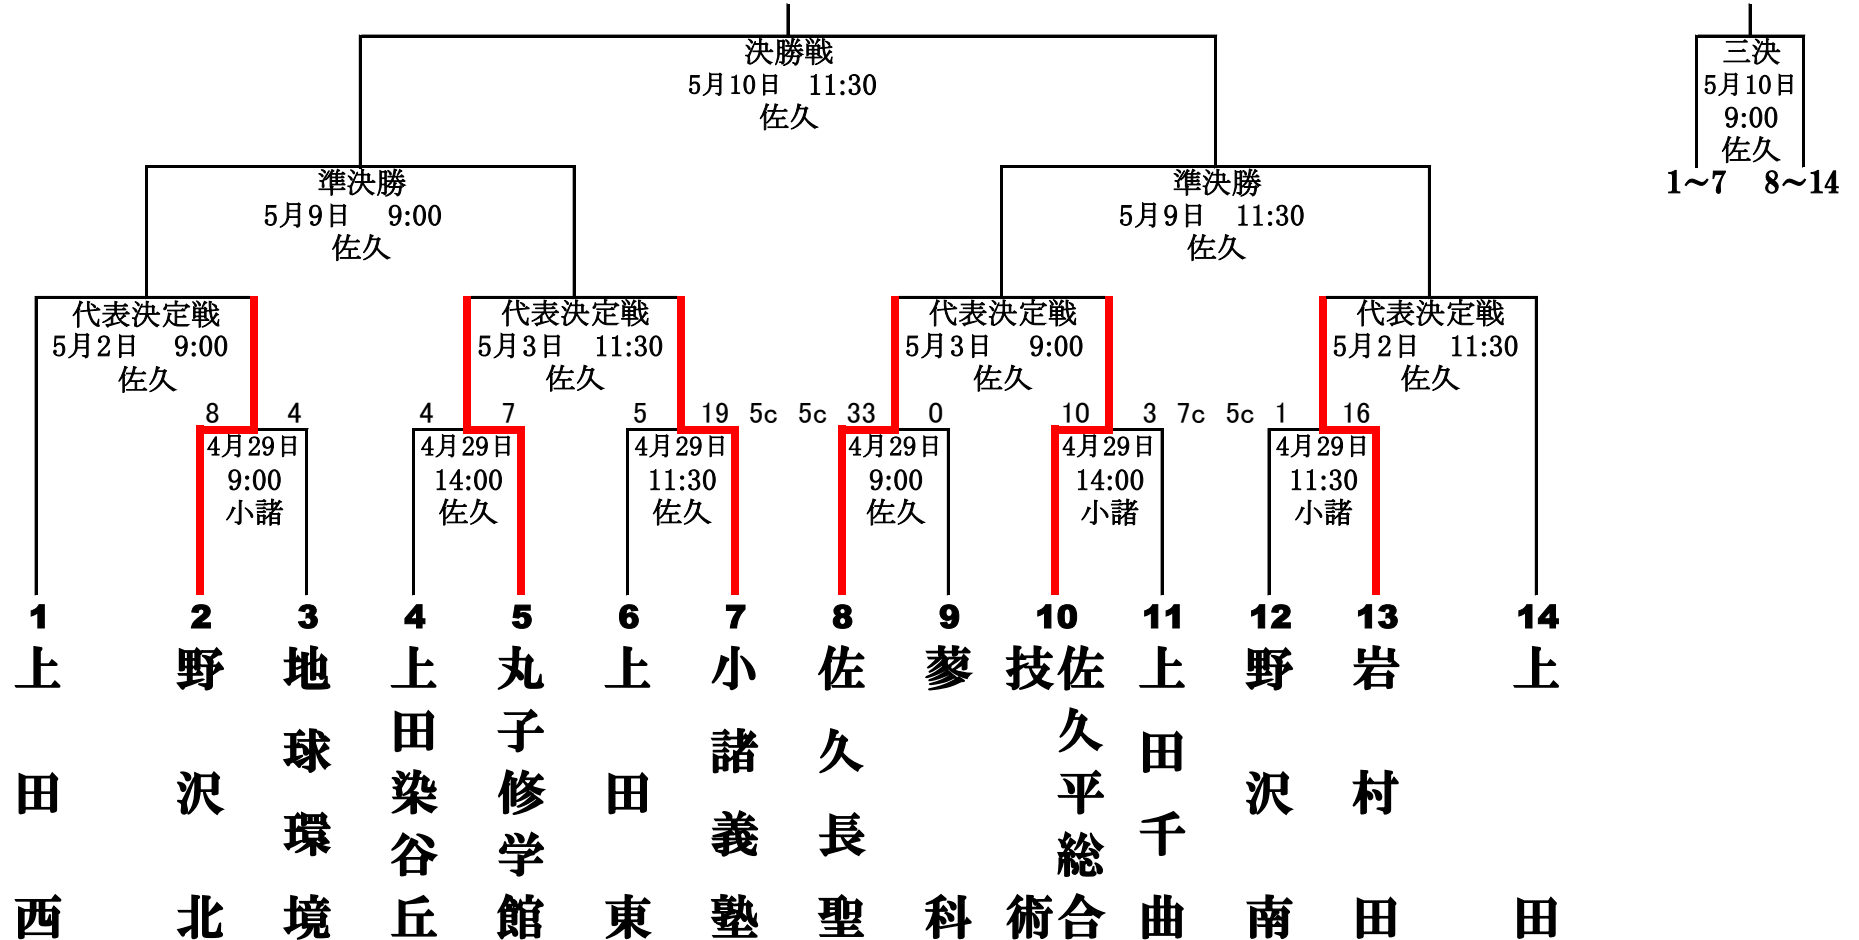 決勝戦
5月10日 11:30
佐久
三決
5月10日
9:00
佐久
1～7 8～14
準決勝
5月9日 9:00
佐久
準決勝
5月9日 11:30
佐久
代表決定戦
5月2日 9:00
佐久
代表決定戦
5月3日 11:30
佐久
代表決定戦
5月3日 9:00
佐久
代表決定戦
5月2日 11:30
佐久
8 4
4月29日
9:00
小諸
4 7
4月29日
14:00
佐久
5 19 5c
4月29日
11:30
佐久
5c 33 0
4月29日
9:00
佐久
10 3 7c
4月29日
14:00
小諸
5c 1 16
4月29日
11:30
小諸
1
上田西
2
野沢北
3
地球環境
4
上田染谷丘
5
丸子修学館
6
上田東
7
小諸義塾
8
佐久長聖
9
蓼科
10
佐久平総合
技術
11
上田千曲
12
野沢南
13
岩村田
14
上田